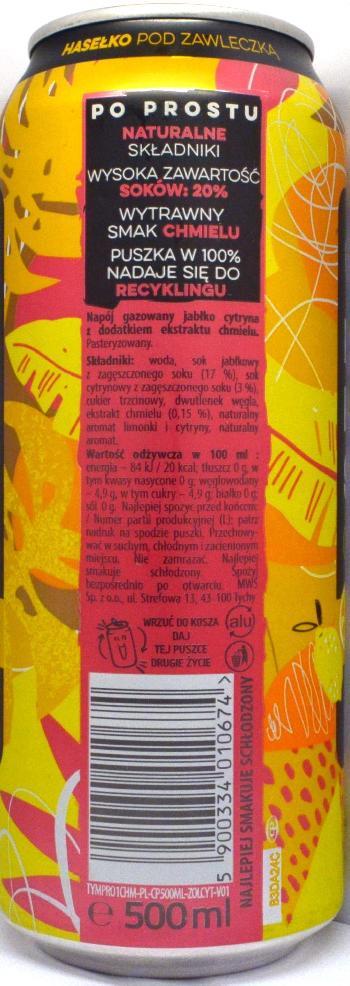 HASEŁKO POD ZAWLECZKĄ
PO PROSTU
NATURALNE
SKŁADNIKI
WYSOKA ZAWARTOŚĆ
SOKÓW: 20%
WYTRAWNY
SMAK CHMIELU
PUSZKA W 100%
NADAJE SIĘ DO
RECYKLINGU
Napój gazowany jabłko cytryna
z dodatkiem ekstraktu chmielu.
Pasteryzowany.
Składniki: woda, sok jabłkowy
z zagęszczonego soku (17 %), sok
cytrynowy z zagęszczonego soku (3 %),
cukier trzcinowy, dwutlenek węgla,
ekstrakt chmielu (0,15 %), naturalny
aromat limonki i cytryny, naturalny
aromat.
Wartość odżywcza w 100 ml :
energia – 84 kJ / 20 kcal; tłuszcz 0 g, w
tym kwasy nasycone 0 g; węglowodany
– 4,9 g, w tym cukry – 4,9 g; białko 0 g;
sól 0 g. Najlepiej spożyć przed końcem:
/ Numer partii produkcyjnej (L): patrz
nadruk na spodzie puszki. Przechowy-
wać w suchym, chłodnym i zacienionym
miejscu. Nie zamrażać. Najlepiej
smakuje schłodzony. Spożyj
bezpośrednio po otwarciu. MWS
Sp. z o.o., ul. Strefowa 13, 43-100 Tychy
WRZUĆ DO KOSZA
DAJ
TEJ PUSZCE
DRUGIE ŻYCIE
alu
5 900334 010674 >
NAJLEPIEJ SMAKUJE SCHŁODZONY
TYMPRO1CHM-PL-CP500ML-ZOLCYT-V01
B3DA24C
e 500 ml